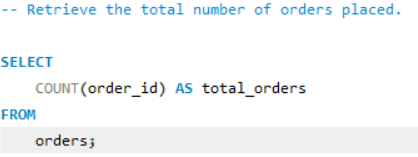 -- Retrieve the total number of orders placed.
SELECT
    COUNT(order_id) AS total_orders
FROM
    orders;